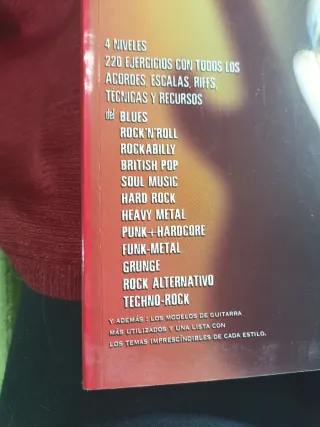 4 NIVELES
220 EJERCICIOS CON TODOS LOS
ACORDES, ESCALAS, RIFFS,
TECNICAS Y RECURSOS
del BLUES
ROCK'N'ROLL
ROCKABILLY
BRITISH POP
SOUL MUSIC
HARD ROCK
HEAVY METAL
PUNK+HARDCORE
FUNK-METAL
GRUNGE
ROCK ALTERNATIVO
TECHNO-ROCK
Y ADEMÁS : LOS MODELOS DE GUITARRA
MÁS UTILIZADOS Y UNA LISTA CON
LOS TEMAS IMPRESCÍNDIBLES DE CADA ESTILO.